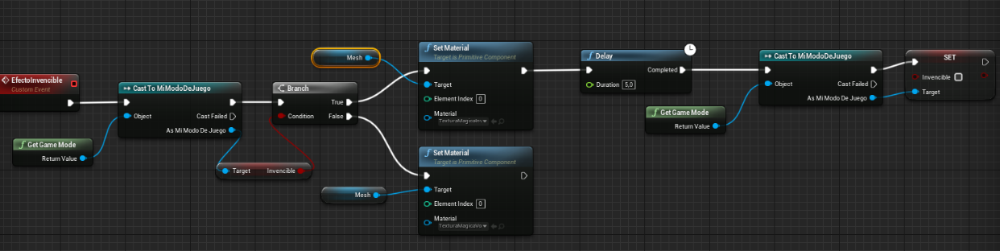 EfectoInvencible
Custom Event
Get Game Mode
Return Value
Cast To MiModoDeJuego
Object
Cast Failed
As Mi Modo De Juego
Target
Invencible
Branch
True
Condition
False
Mesh
Set Material
Target is Primitive Component
Target
Element Index 0
Material
TexturaMagicaIm
Mesh
Set Material
Target is Primitive Component
Target
Element Index 0
Material
TexturaMagicaVo
Delay
Completed
Duration 5,0
Get Game Mode
Return Value
Cast To MiModoDeJuego
Object
Cast Failed
As Mi Modo De Juego
SET
Invencible
Target